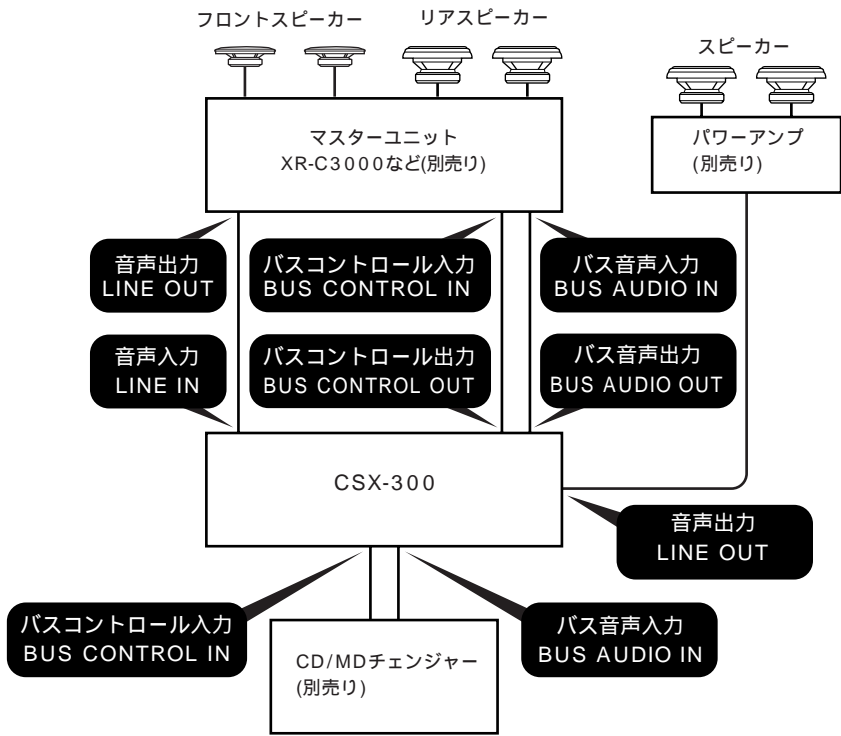 フロントスピーカー
リアスピーカー
スピーカー
マスターユニット
XR-C3000など(別売り)
パワーアンプ
(別売り)
音声出力
LINE OUT
バスコントロール入力
BUS CONTROL IN
バス音声入力
BUS AUDIO IN
音声入力
LINE IN
バスコントロール出力
BUS CONTROL OUT
バス音声出力
BUS AUDIO OUT
CSX-300
音声出力
LINE OUT
バスコントロール入力
BUS CONTROL IN
CD/MDチェンジャー
(別売り)
バス音声入力
BUS AUDIO IN